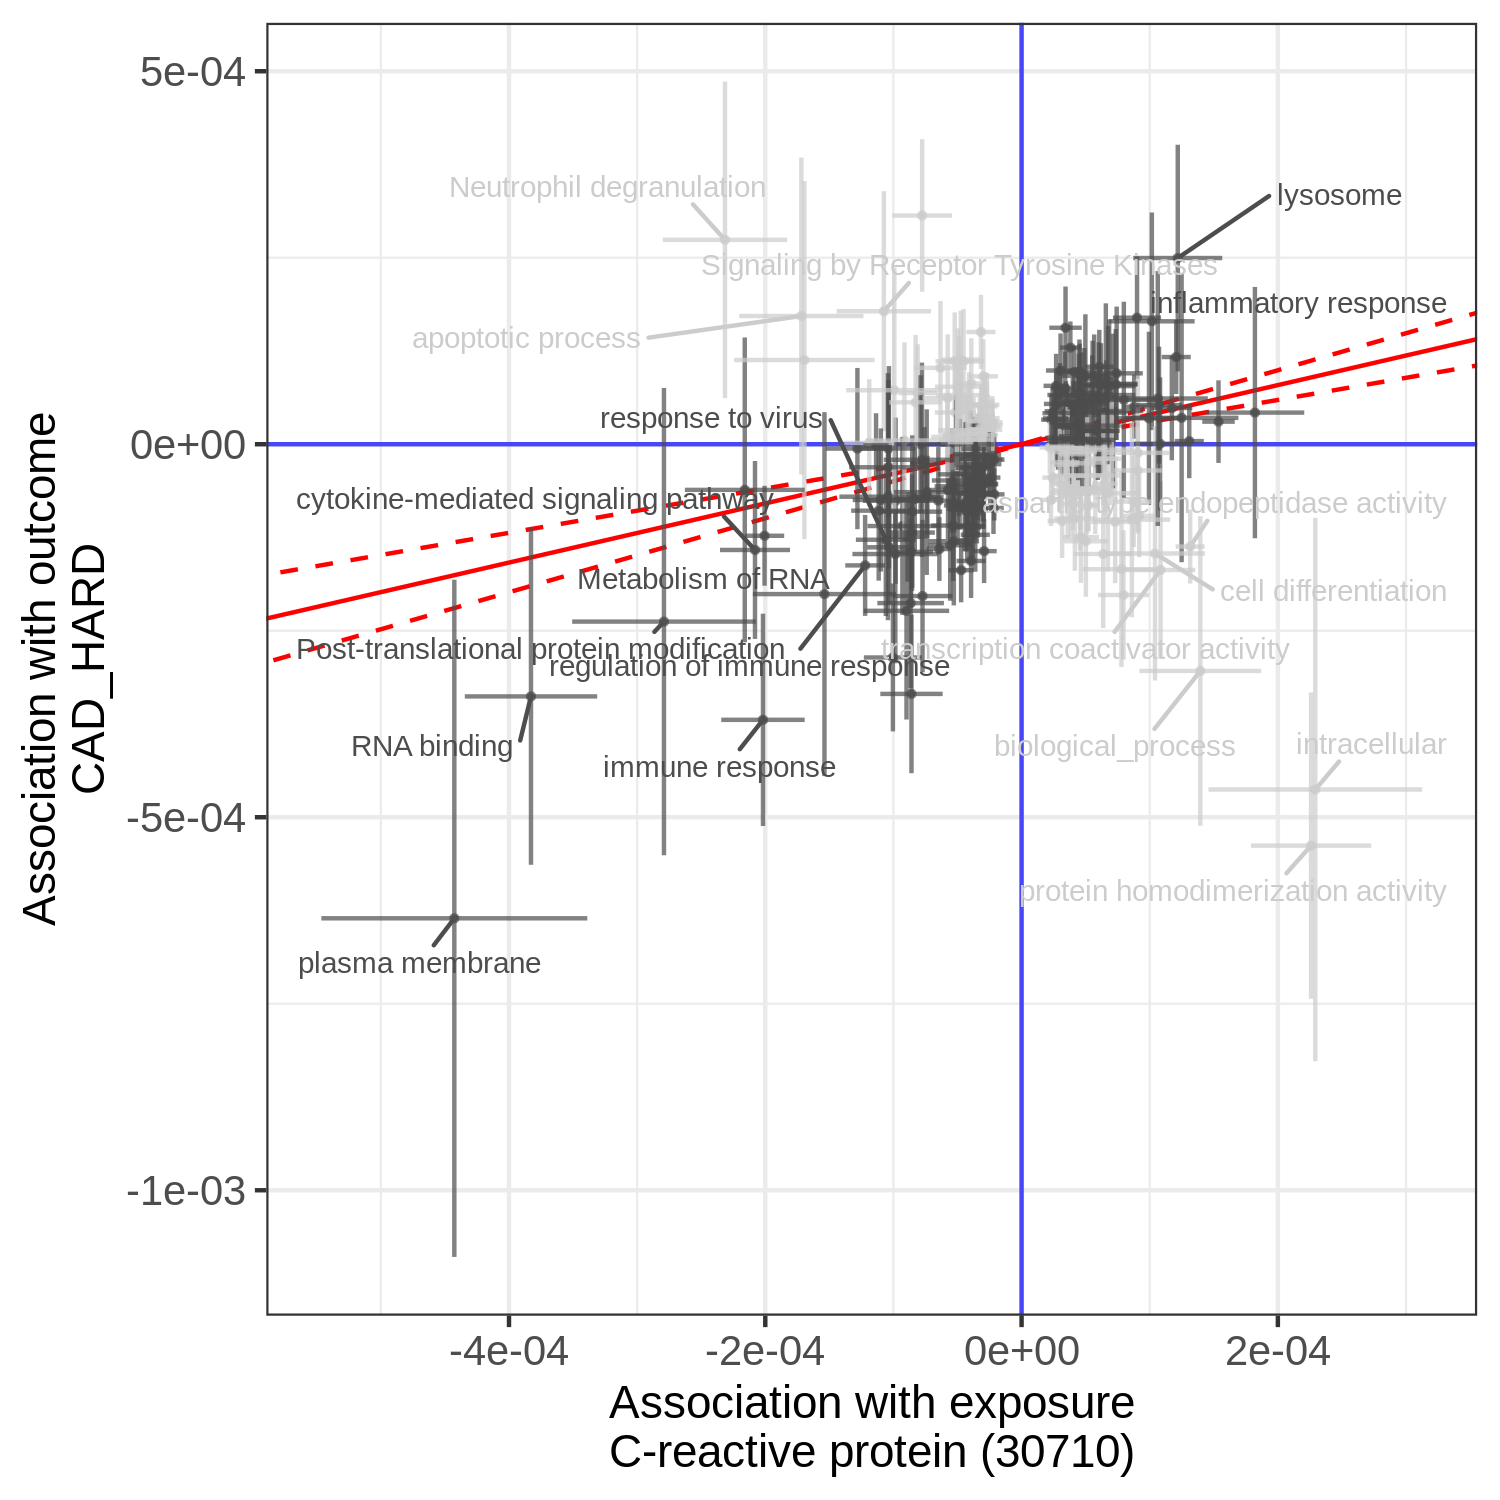 5e-04
Neutrophil degranulation
lysosome
Signaling by Receptor Tyrosine Kinases
inflammatory response
apoptotic process
response to virus
0e+00
cytokine-mediated signaling pathway
aspartic-type endopeptidase activity
Metabolism of RNA
cell differentiation
Post-translational protein modification
transcription coactivator activity
regulation of immune response
RNA binding
biological_process
intracellular
immune response
-5e-04
protein homodimerization activity
plasma membrane
-1e-03
-4e-04
-2e-04
0e+00
2e-04
Association with exposure
C-reactive protein (30710)
Association with outcome
CAD_HARD